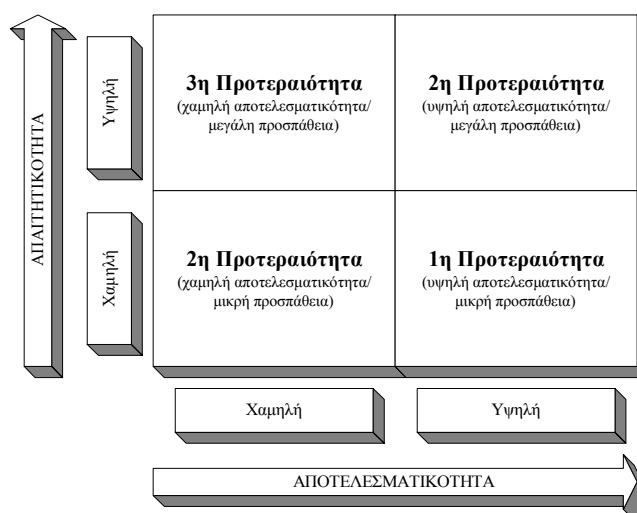 ΑΠΑΙΤΗΤΙΚΟΤΗΤΑ
Υψηλή
3η Προτεραιότητα
(χαμηλή αποτελεσματικότητα/
μεγάλη προσπάθεια)
2η Προτεραιότητα
(υψηλή αποτελεσματικότητα/
μεγάλη προσπάθεια)
Χαμηλή
2η Προτεραιότητα
(χαμηλή αποτελεσματικότητα/
μικρή προσπάθεια)
1η Προτεραιότητα
(υψηλή αποτελεσματικότητα/
μικρή προσπάθεια)
Χαμηλή
Υψηλή
ΑΠΟΤΕΛΕΣΜΑΤΙΚΟΤΗΤΑ